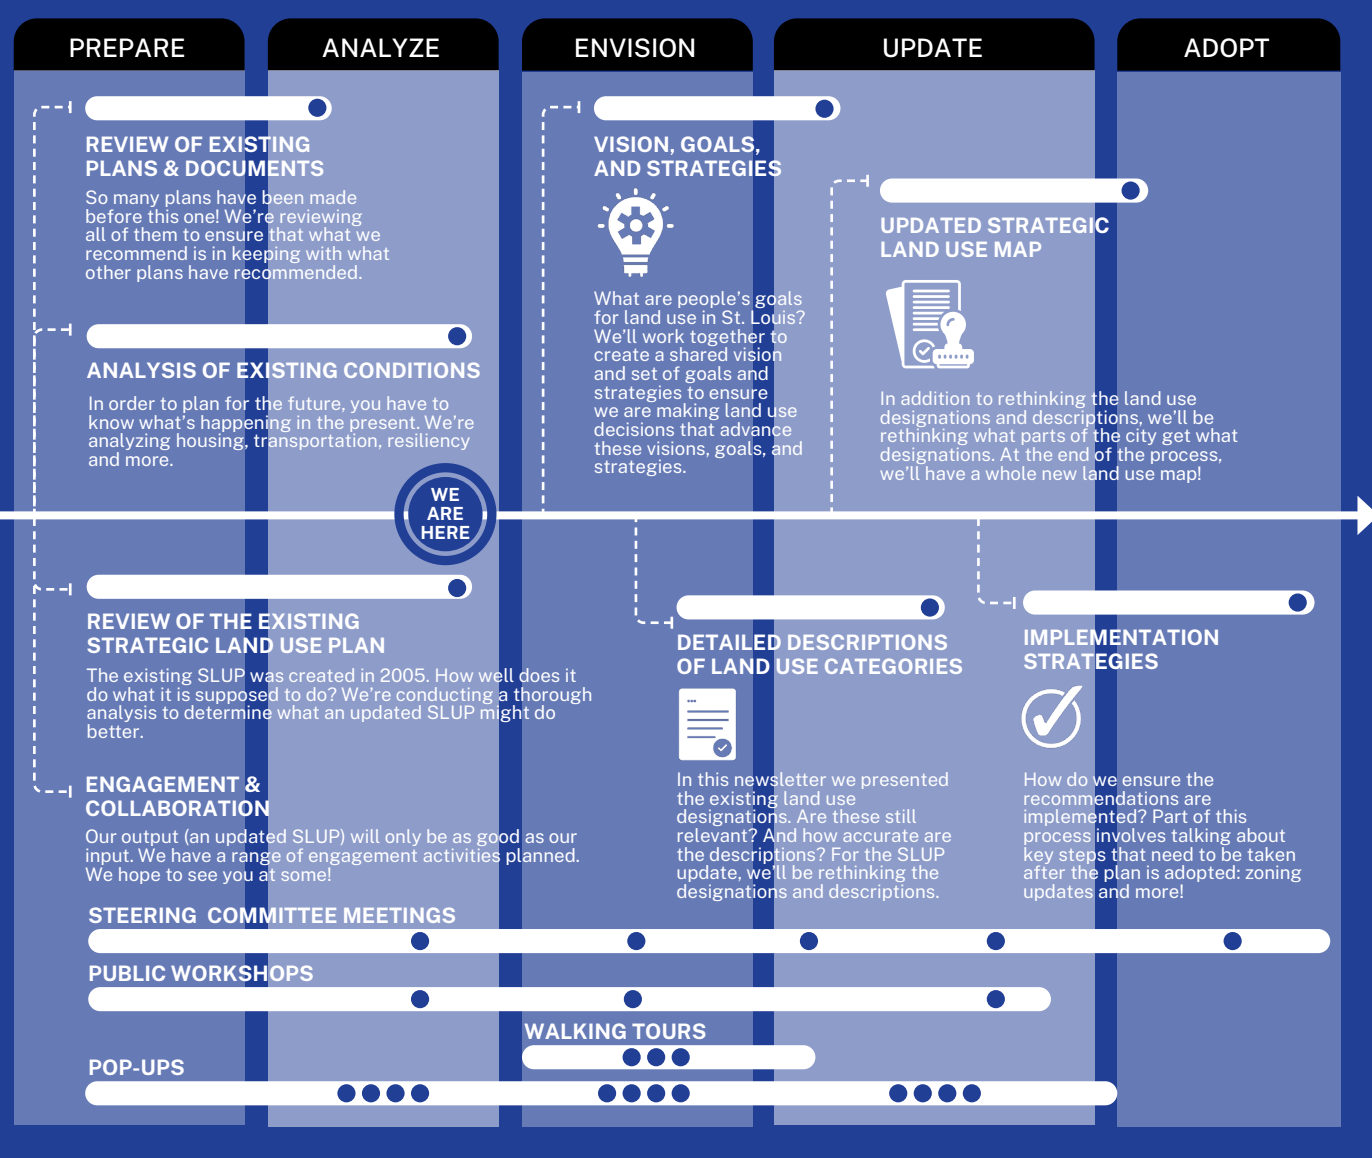 PREPARE
ANALYZE
ENVISION
UPDATE
ADOPT
REVIEW OF EXISTING
PLANS & DOCUMENTS
So many plans have been made
before this one! We're reviewing
all of them to ensure that what we
recommend is in keeping with what
other plans have recommended.
ANALYSIS OF EXISTING CONDITIONS
In order to plan for the future, you have to
know what's happening in the present. We're
analyzing housing, transportation, resiliency
and more.
VISION, GOALS,
AND STRATEGIES
What are people's goals
for land use in St. Louis?
We'll work together to
create a shared vision
and set of goals and
strategies to ensure
we are making land use
decisions that advance
these visions, goals, and
strategies.
UPDATED STRATEGIC
LAND USE MAP
In addition to rethinking the land use
designations and descriptions, we'll be
rethinking what parts of the city get what
designations. At the end of the process,
we'll have a whole new land use map!
WE
ARE
HERE
REVIEW OF THE EXISTING
STRATEGIC LAND USE PLAN
The existing SLUP was created in 2005. How well does it
do what it is supposed to do? We're conducting a thorough
analysis to determine what an updated SLUP might do
better.
ENGAGEMENT &
COLLABORATION
Our output (an updated SLUP) will only be as good as our
input. We have a range of engagement activities planned.
We hope to see you at some!
DETAILED DESCRIPTIONS
OF LAND USE CATEGORIES
In this newsletter we presented
the existing land use
designations. Are these still
relevant? And how accurate are
the descriptions? For the SLUP
update, we'll be rethinking the
designations and descriptions.
IMPLEMENTATION
STRATEGIES
How do we ensure the
recommendations are
implemented? Part of this
process involves talking about
key steps that need to be taken
after the plan is adopted: zoning
updates and more!
STEERING COMMITTEE MEETINGS
PUBLIC WORKSHOPS
WALKING TOURS
POP-UPS